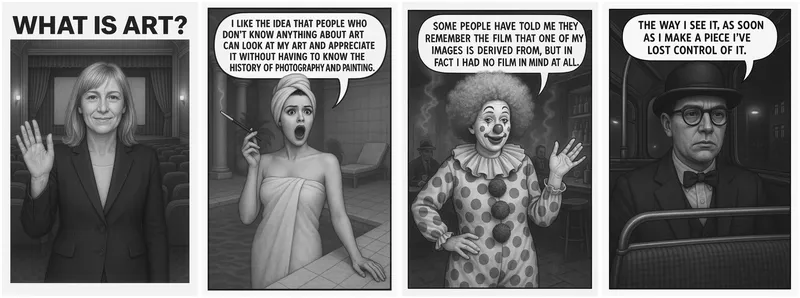 WHAT IS ART?
I LIKE THE IDEA THAT PEOPLE WHO
DON'T KNOW ANYTHING ABOUT ART
CAN LOOK AT MY ART AND APPRECIATE
IT WITHOUT HAVING TO KNOW THE
HISTORY OF PHOTOGRAPHY AND PAINTING.
SOME PEOPLE HAVE TOLD ME THEY
REMEMBER THE FILM THAT ONE OF MY
IMAGES IS DERIVED FROM, BUT IN
FACT I HAD NO FILM IN MIND AT ALL.
THE WAY I SEE IT, AS SOON
AS I MAKE A PIECE I'VE
LOST CONTROL OF IT.